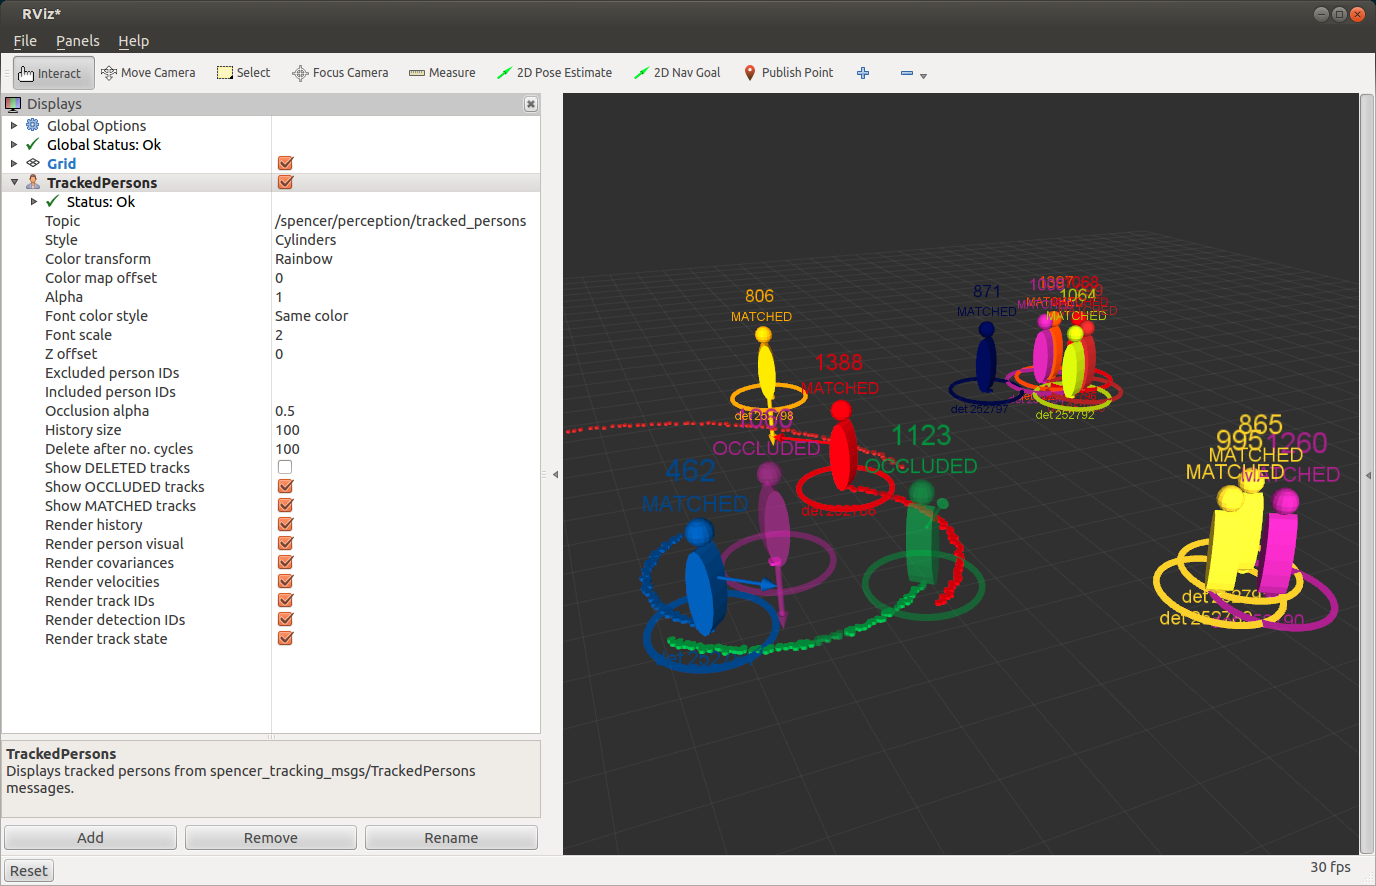 RViz*
File Panels Help
Interact Move Camera Select Focus Camera Measure 2D Pose Estimate 2D Nav Goal Publish Point
Displays
Global Options
Global Status: Ok
Grid
TrackedPersons
Status: Ok
Topic /spencer/perception/tracked_persons
Style Cylinders
Color transform Rainbow
Color map offset 0
Alpha 1
Font color style Same color
Font scale 2
Z offset 0
Excluded person IDs
Included person IDs
Occlusion alpha 0.5
History size 100
Delete after no. cycles 100
Show DELETED tracks
Show OCCLUDED tracks
Show MATCHED tracks
Render history
Render person visual
Render covariances
Render velocities
Render track IDs
Render detection IDs
Render track state
TrackedPersons
Displays tracked persons from spencer_tracking_msgs/TrackedPersons
messages.
Add Remove Rename
Reset
30 fps
806
MATCHED
det 252798
871
MATCHED
det 252797
1064
MATCHED
det 252792
1388
MATCHED
OCCLUDED
1123
OCCLUDED
462
MATCHED
865
MATCHED
995
MATCHED
1260
MATCHED